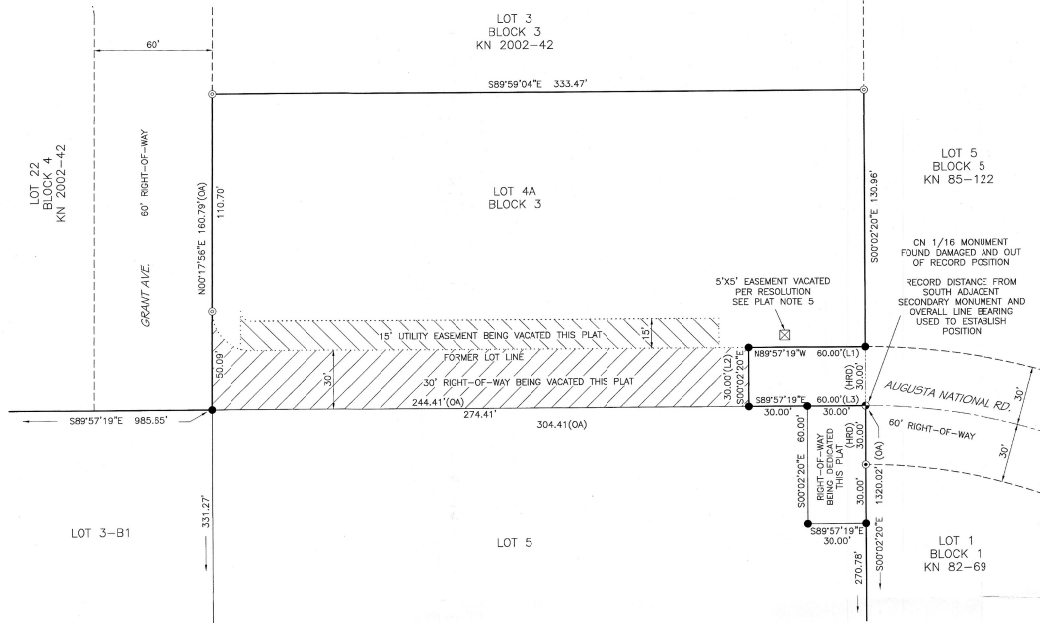 LOT 3
BLOCK 3
KN 2002-42
60'
S89°59'04"E 333.47'
LOT 22
BLOCK 4
KN 2002-42
60' RIGHT-OF-WAY
GRANT AVE.
N00°17'56"E 160.79'(OA)
110.70'
LOT 4A
BLOCK 3
S00°02'20"E 130.96'
LOT 5
BLOCK 5
KN 85-122
CN 1/16 MONUMENT
FOUND DAMAGED AND OUT
OF RECORD POSITION
RECORD DISTANCE FROM
SOUTH ADJACENT
SECONDARY MONUMENT AND
OVERALL LINE BEARING
USED TO ESTABLISH
POSITION
5'X5' EASEMENT VACATED
PER RESOLUTION
SEE PLAT NOTE 5
15' UTILITY EASEMENT BEING VACATED THIS PLAT
15'
FORMER LOT LINE
N89°57'19"W 60.00'(L1)
50.09'
30'
30' RIGHT-OF-WAY BEING VACATED THIS PLAT
30.00'(L2)
S00°02'20"E
(HRD)
30.00'
AUGUSTA NATIONAL RD.
30'
60' RIGHT-OF-WAY
30'
244.41'(OA)
S89°57'19"E 60.00'(L3)
S89°57'19"E 985.85'
274.41'
30.00'
30.00'
304.41(OA)
S00°02'20"E 60.00'
RIGHT-OF-WAY
BEING DEDICATED
THIS PLAT
(HRD)
30.00'
30.00'
S00°02'20"E 1320.02'(OA)
331.27'
LOT 3-B1
LOT 5
S89°57'19"E
30.00'
270.78'
LOT 1
BLOCK 1
KN 82-69